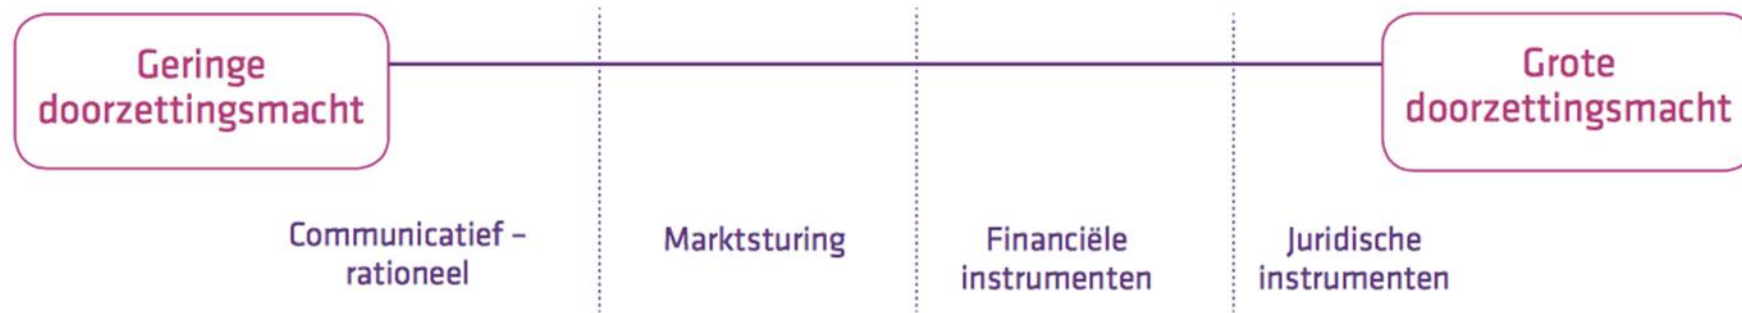 Geringe
doorzettingsmacht
Grote
doorzettingsmacht
Communicatief –
rationeel
Marktsturing
Financiële
instrumenten
Juridische
instrumenten